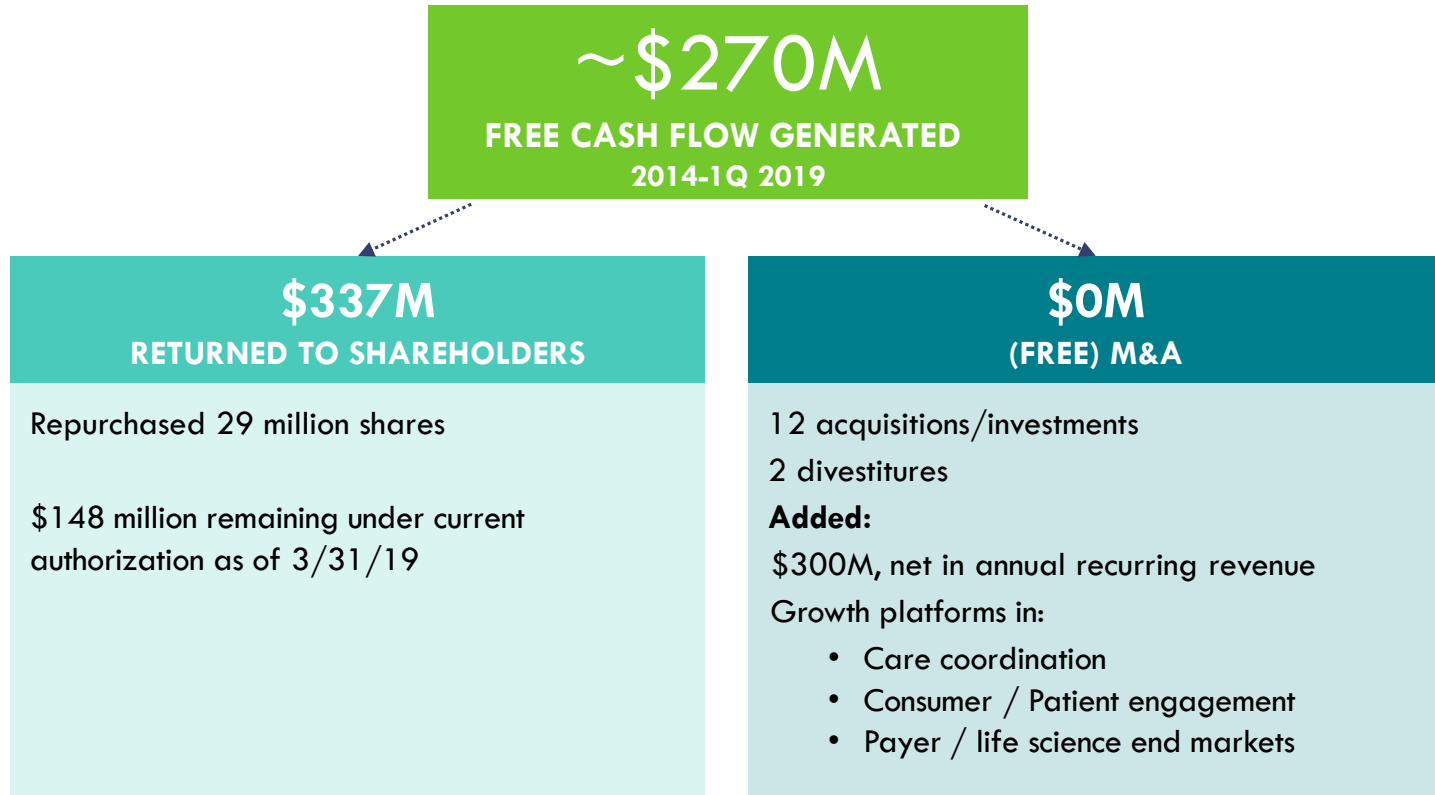 ~$270M
FREE CASH FLOW GENERATED
2014-1Q 2019
$337M
RETURNED TO SHAREHOLDERS
Repurchased 29 million shares
$148 million remaining under current
authorization as of 3/31/19
$0M
(FREE) M&A
12 acquisitions/investments
2 divestitures
Added:
$300M, net in annual recurring revenue
Growth platforms in:
• Care coordination
• Consumer / Patient engagement
• Payer / life science end markets